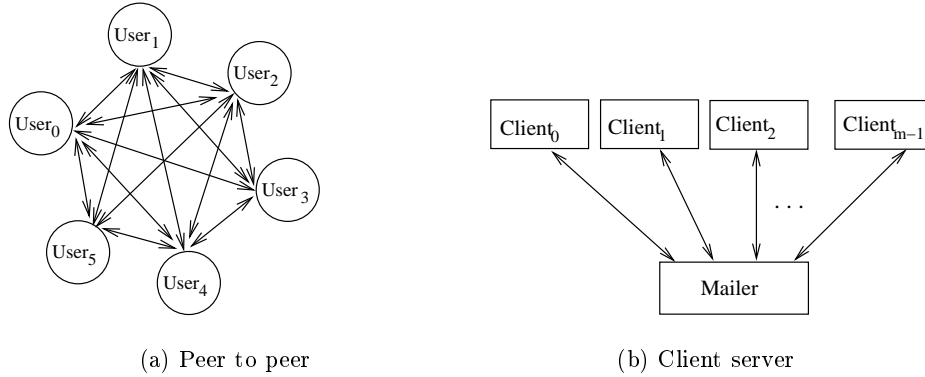 User1
User2
User0
User3
User5
User4
(a) Peer to peer
Client0
Client1
Client2
Clientm-1
. . .
Mailer
(b) Client server